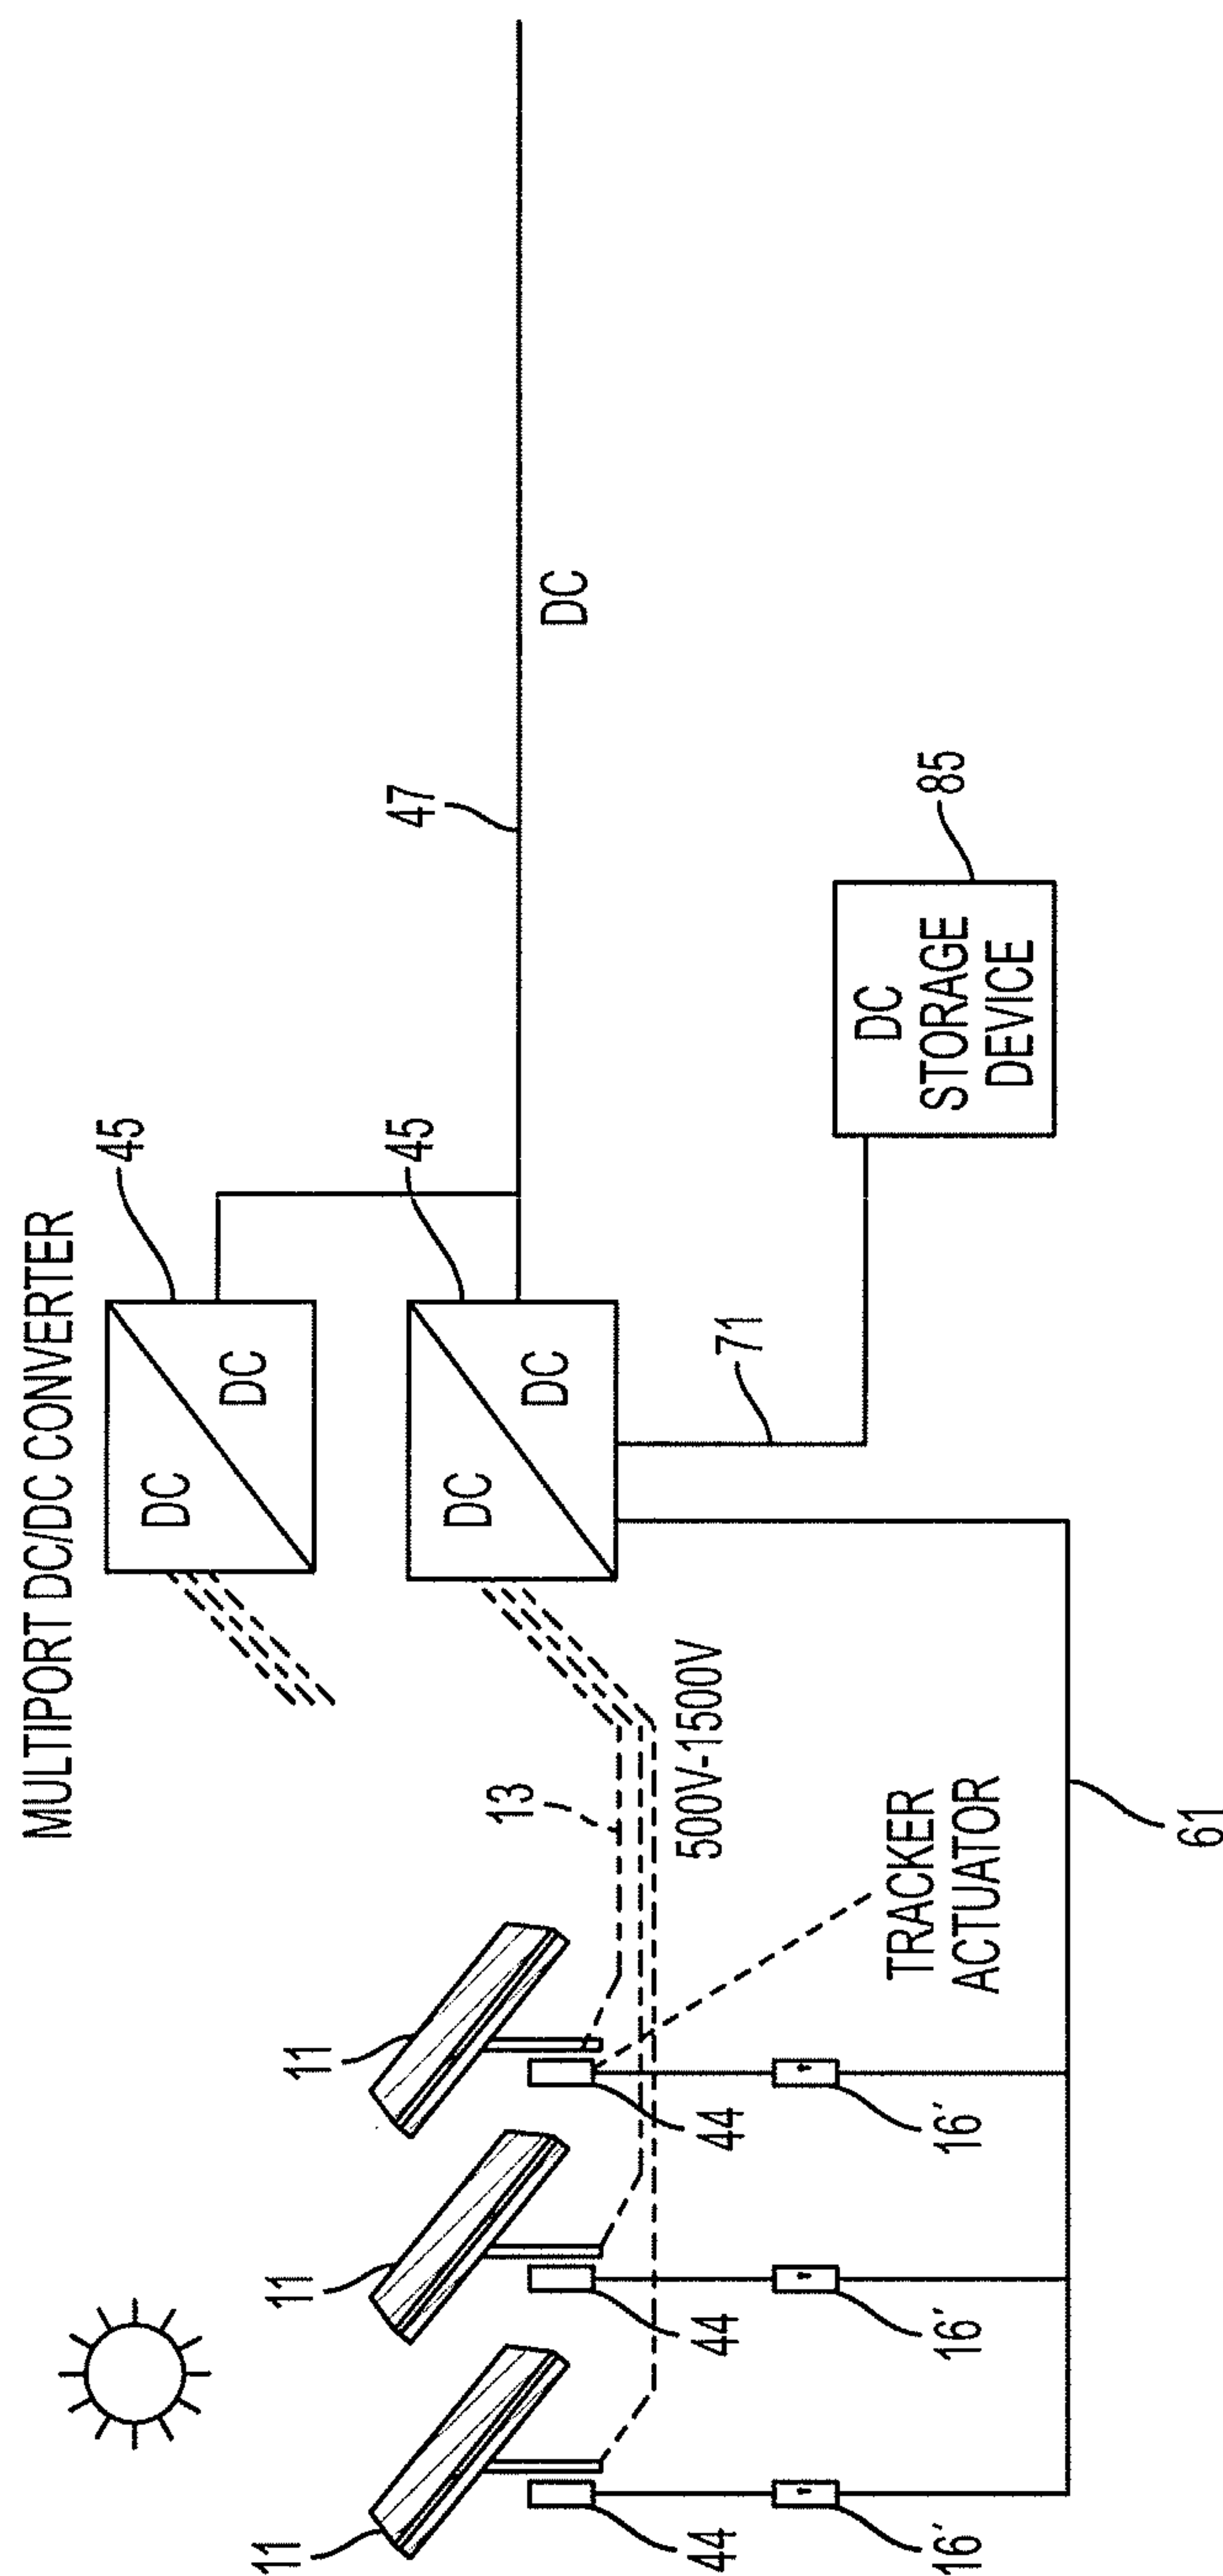 MULTIPORT DC/DC CONVERTER
45
DC
DC
45
DC
DC
47
DC
11
11
11
13
500V-1500V
71
DC
STORAGE
DEVICE
85
44
44
44
TRACKER
ACTUATOR
16′
16′
16′
61